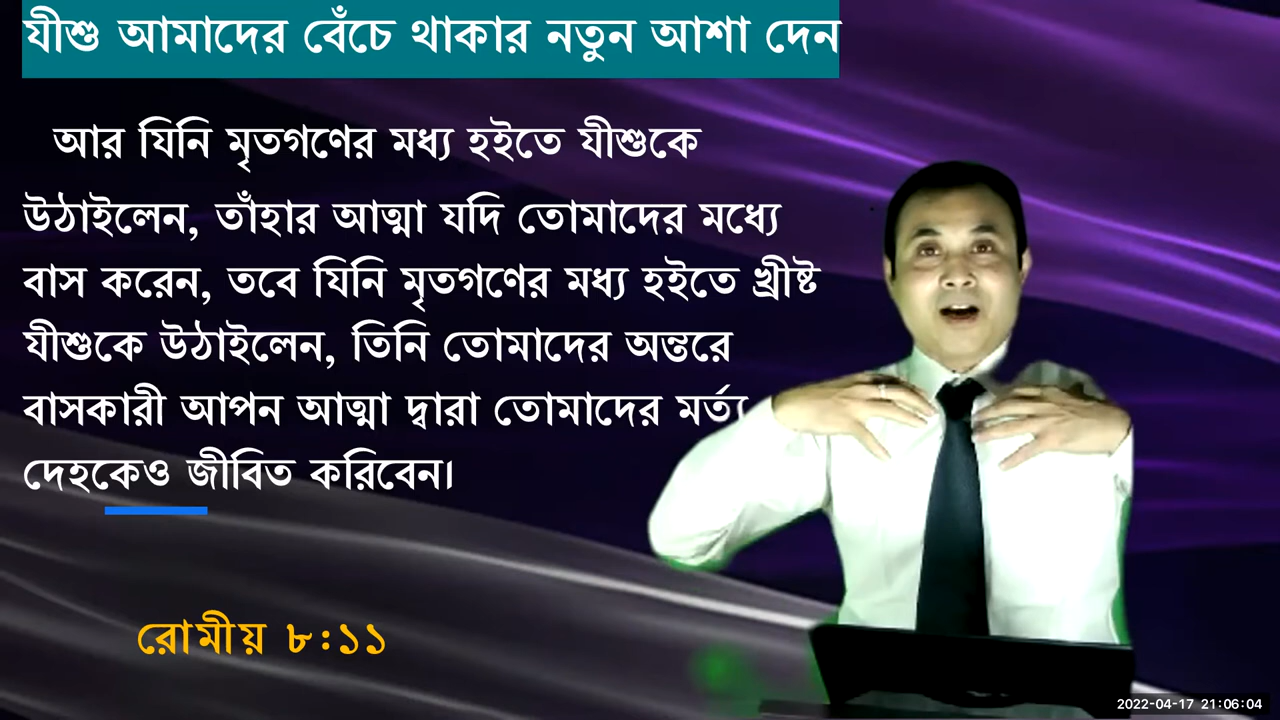 যীশু আমাদের বেঁচে থাকার নতুন আশা দেন
আর যিনি মৃতগণের মধ্য হইতে যীশুকে
উঠাইলেন, তাঁহার আত্মা যদি তোমাদের মধ্যে
বাস করেন, তবে যিনি মৃতগণের মধ্য হইতে খ্রীষ্ট
যীশুকে উঠাইলেন, তিনি তোমাদের অন্তরে
বাসকারী আপন আত্মা দ্বারা তোমাদের মর্ত্য
দেহকেও জীবিত করিবেন।
রোমীয় ৮:১১
2022-04-17 21:06:04